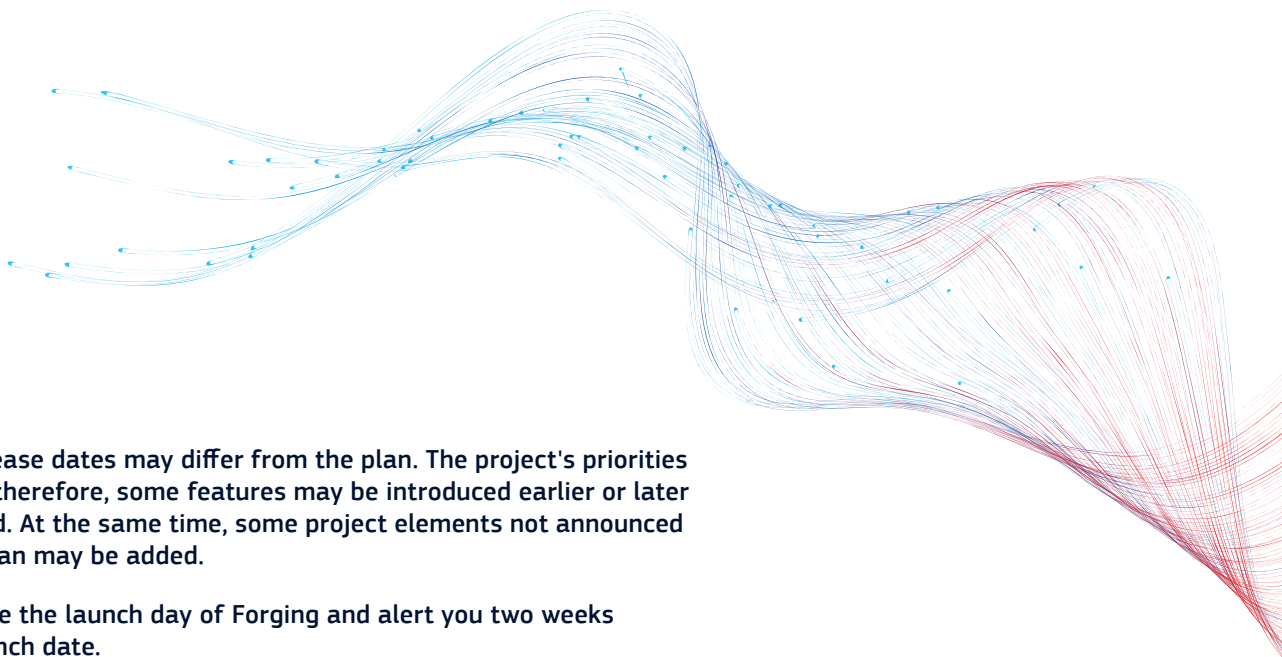 ease dates may differ from the plan. The project's priorities
therefore, some features may be introduced earlier or later
d. At the same time, some project elements not announced
an may be added.
e the launch day of Forging and alert you two weeks
nch date.